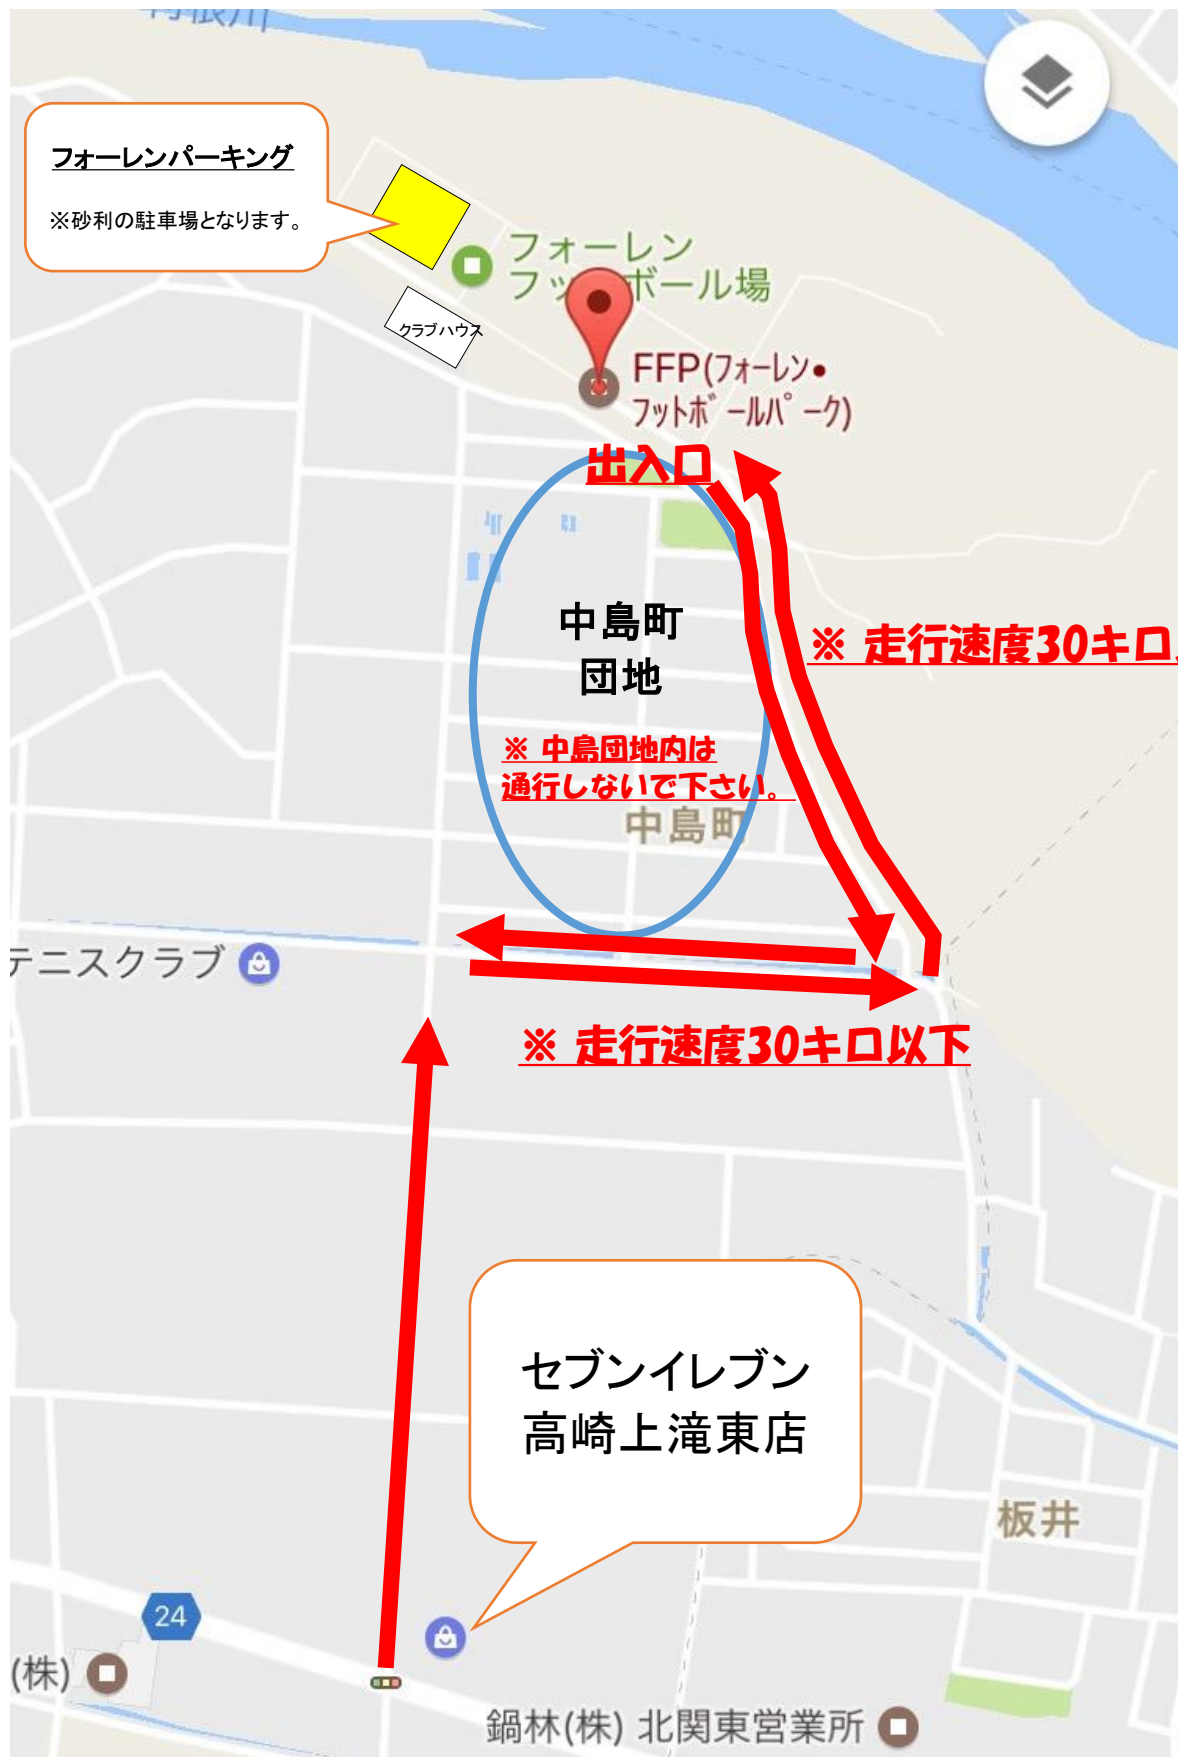 フォーレンパーキング
※砂利の駐車場となります。
フォーレン
フットボール場
クラブハウス
FFP(フォーレン•
フットボールパーク)
出入口
中島町
団地
※ 走行速度30キロ
※ 中島団地内は
通行しないで下さい。
中島町
テニスクラブ
※ 走行速度30キロ以下
セブンイレブン
高崎上滝東店
板井
24
(株)
鍋林(株) 北関東営業所